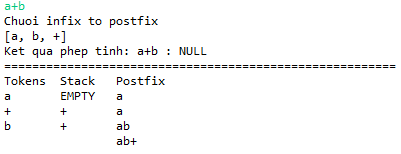 a+b
Chuoi infix to postfix
[a, b, +]
Ket qua phep tinh: a+b : NULL
========================================================
Tokens  Stack   Postfix
a       EMPTY   a
+       +       a
b       +       ab
                ab+